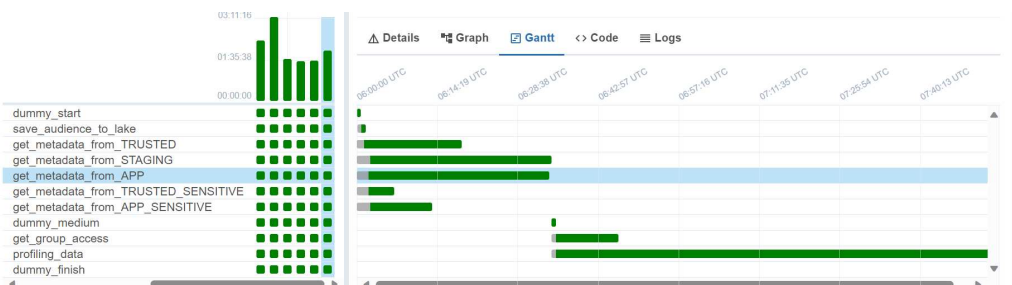 03:11:16
01:35:38
00:00:00
Details
Graph
Gantt
Code
Logs
06:00:00 UTC
06:14:19 UTC
06:28:38 UTC
06:42:57 UTC
06:57:16 UTC
07:11:35 UTC
07:25:54 UTC
07:40:13 UTC
dummy_start
save_audience_to_lake
get_metadata_from_TRUSTED
get_metadata_from_STAGING
get_metadata_from_APP
get_metadata_from_TRUSTED_SENSITIVE
get_metadata_from_APP_SENSITIVE
dummy_medium
get_group_access
profiling_data
dummy_finish